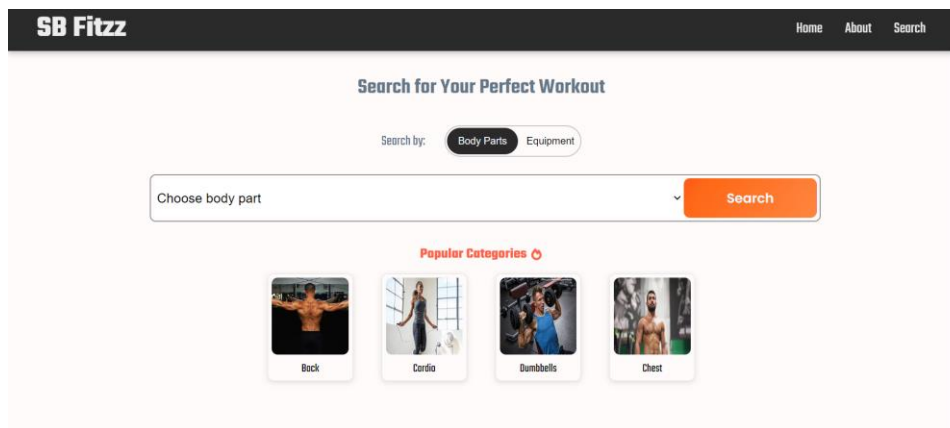 SB Fitzz
Home About Search
Search for Your Perfect Workout
Search by: Body Parts Equipment
Choose body part Search
Popular Categories
Back Cardio Dumbbells Chest